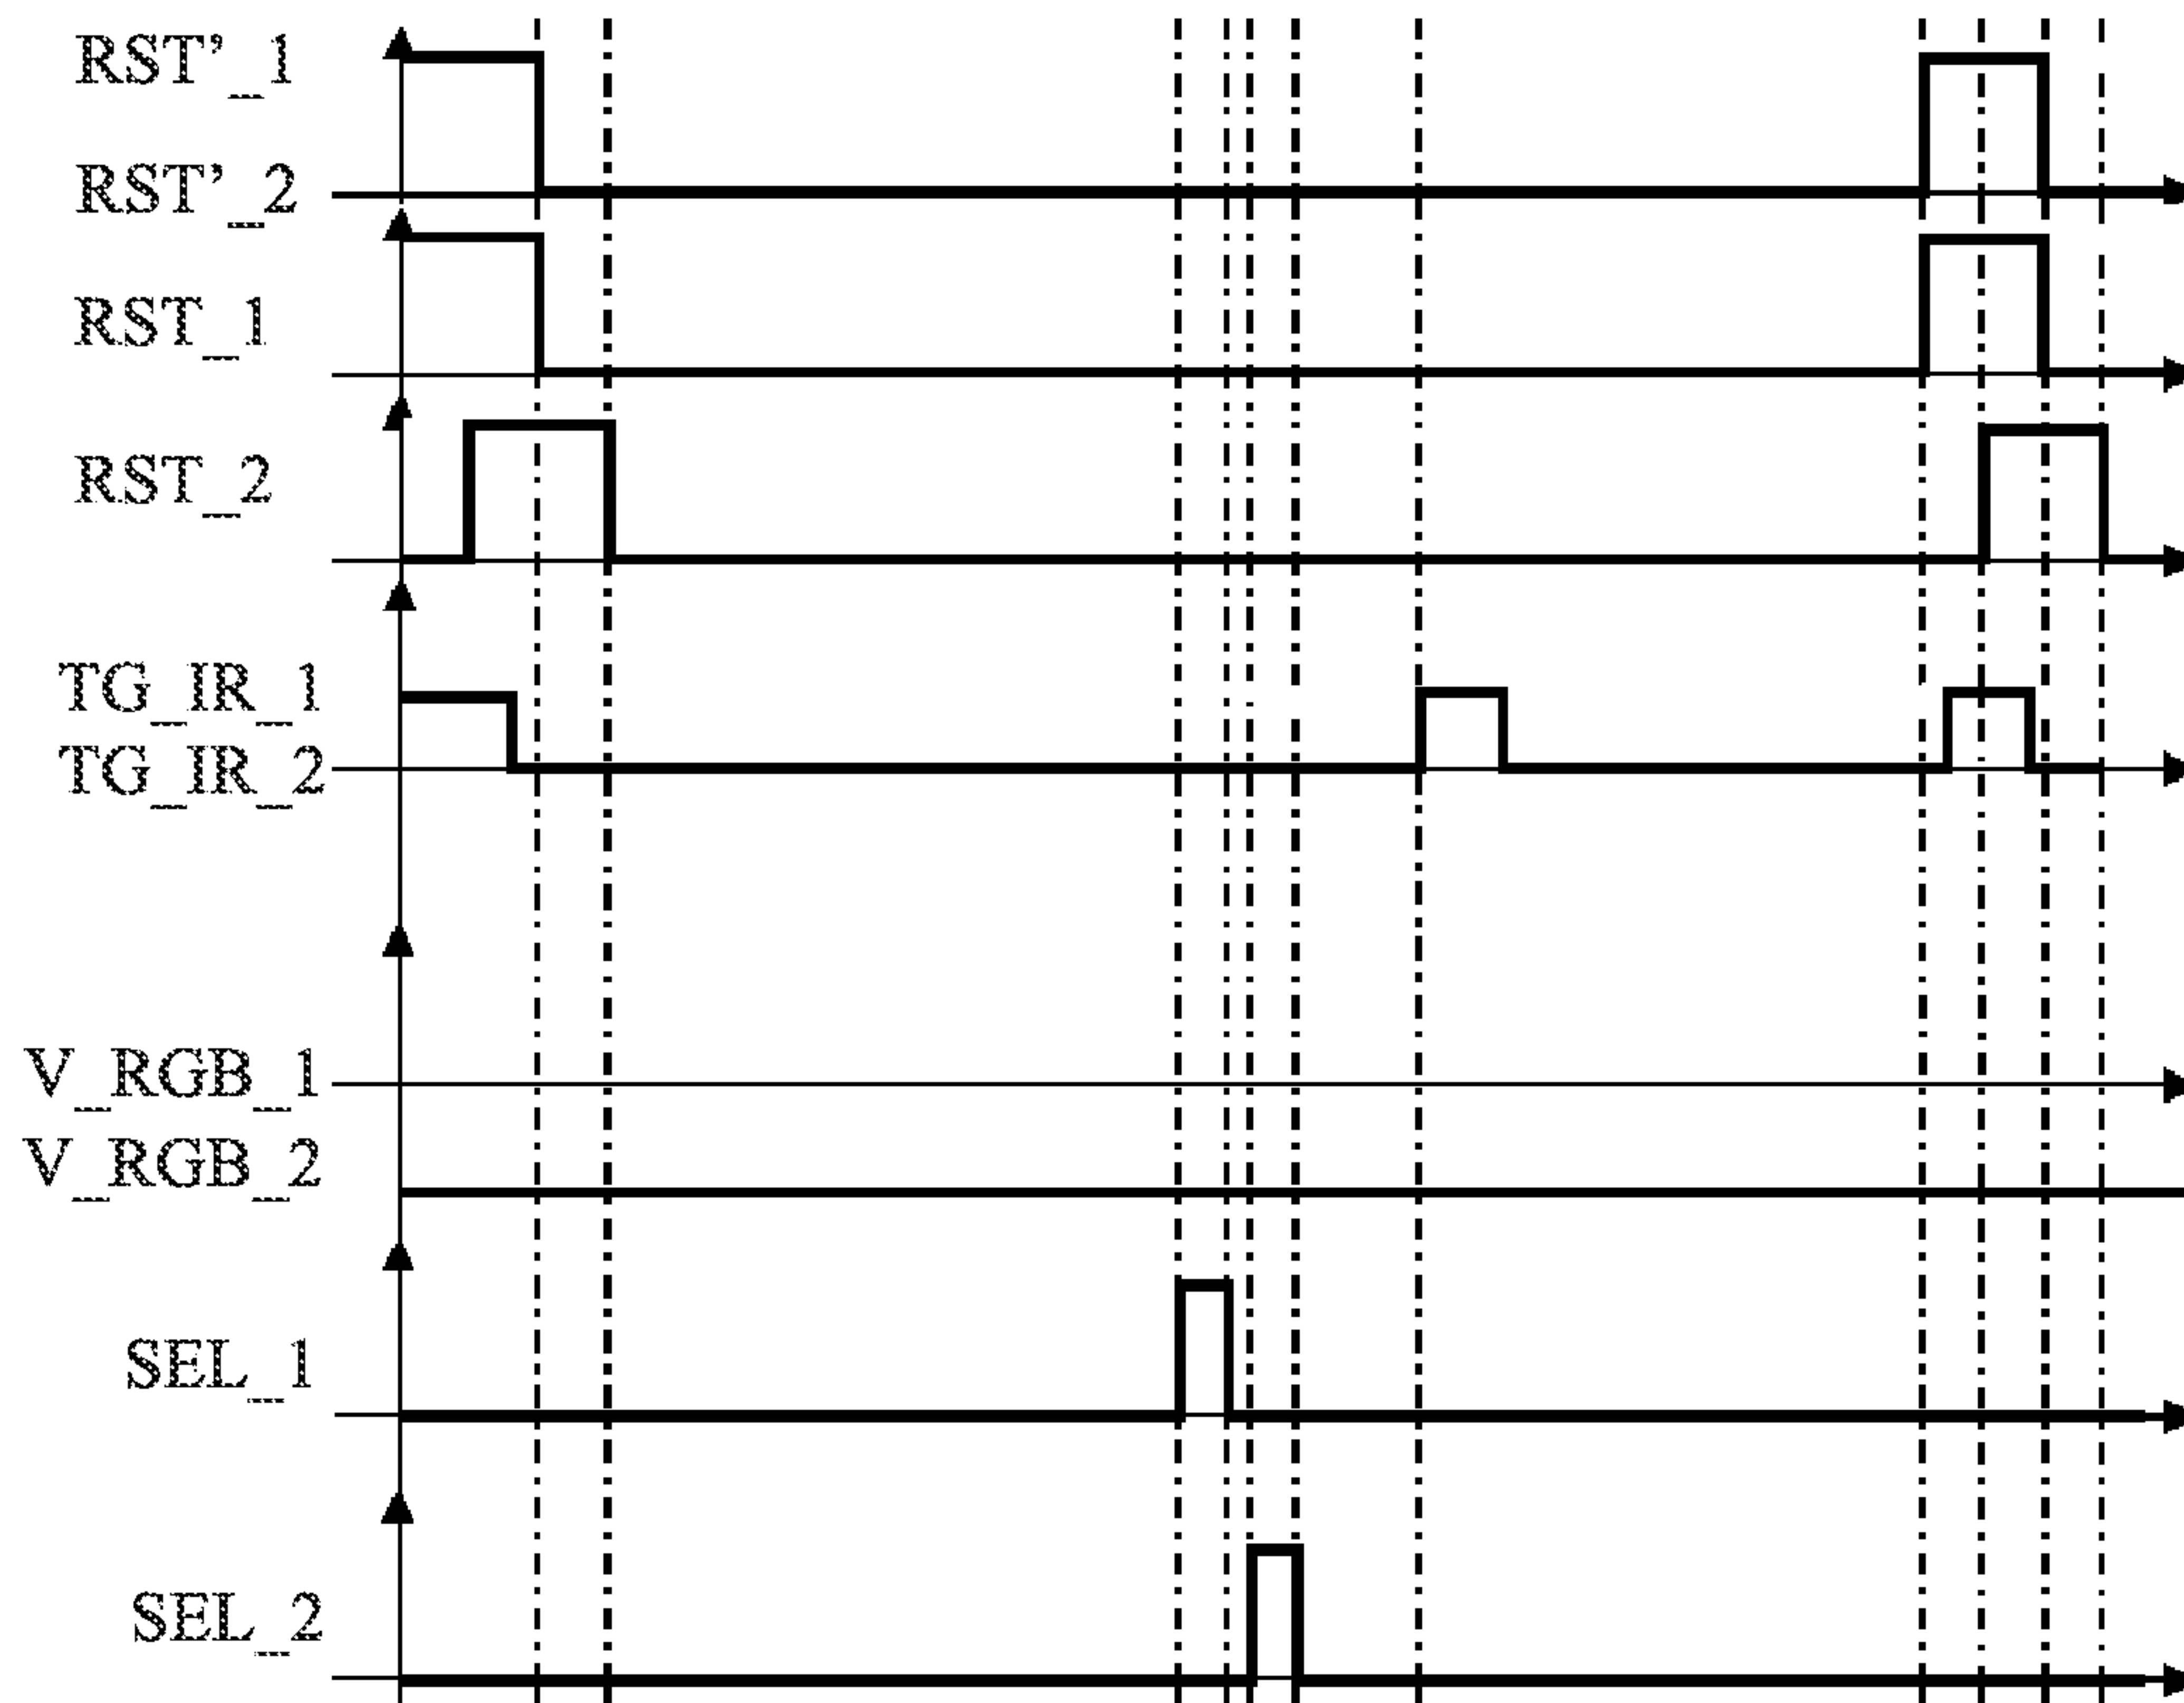 RST’_1
RST’_2
RST_1
RST_2
TG_IR_1
TG_IR_2
V_RGB_1
V_RGB_2
SEL_1
SEL_2